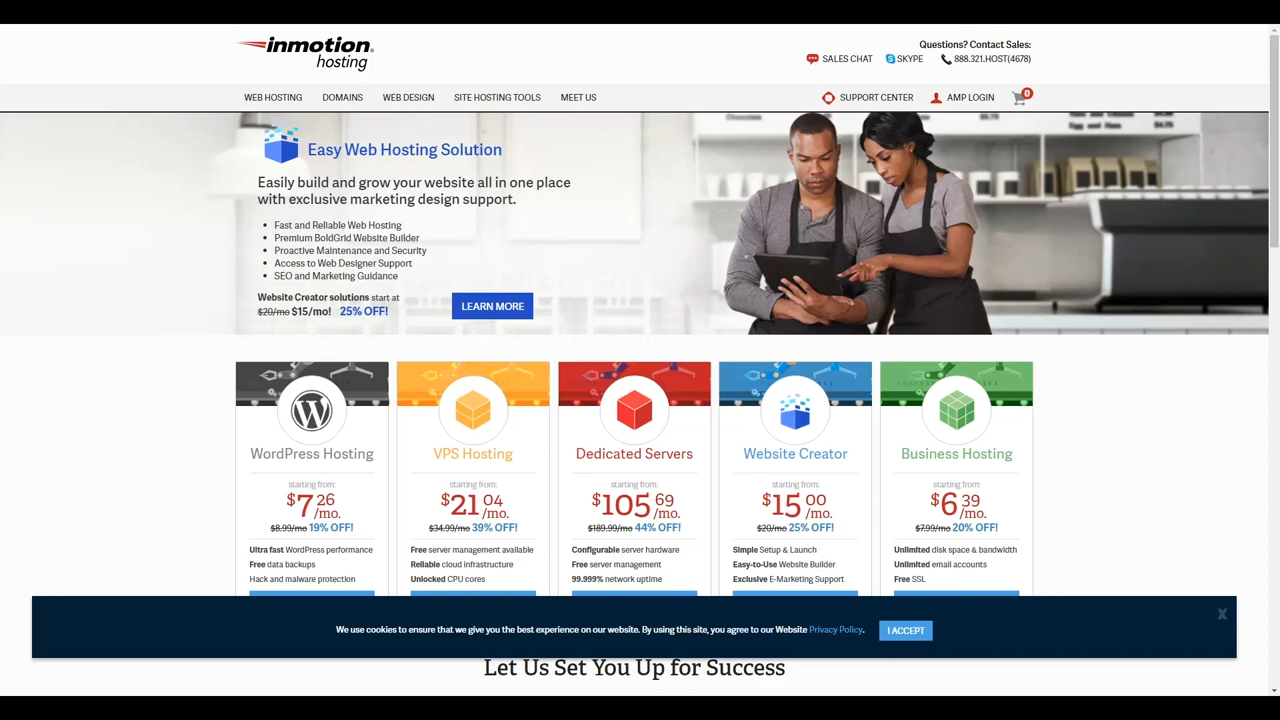 inmotion
hosting
Questions? Contact Sales:
SALES CHAT SKYPE 888.321.HOST(4678)
WEB HOSTING DOMAINS WEB DESIGN SITE HOSTING TOOLS MEET US SUPPORT CENTER AMP LOGIN 0
Easy Web Hosting Solution
Easily build and grow your website all in one place
with exclusive marketing design support.
• Fast and Reliable Web Hosting
• Premium BoldGrid Website Builder
• Proactive Maintenance and Security
• Access to Web Designer Support
• SEO and Marketing Guidance
Website Creator solutions start at
$20/mo $15/mo! 25% OFF!
LEARN MORE
WordPress Hosting
starting from:
$7.26/mo.
$8.99/mo 19% OFF!
Ultra fast WordPress performance
Free data backups
Hack and malware protection
VPS Hosting
starting from:
$21.04/mo.
$34.99/mo 39% OFF!
Free server management available
Reliable cloud infrastructure
Unlocked CPU cores
Dedicated Servers
starting from:
$105.69/mo.
$189.99/mo 44% OFF!
Configurable server hardware
Free server management
99.999% network uptime
Website Creator
starting from:
$15.00/mo.
$20/mo 25% OFF!
Simple Setup & Launch
Easy-to-Use Website Builder
Exclusive E-Marketing Support
Business Hosting
starting from:
$6.39/mo.
$7.99/mo 20% OFF!
Unlimited disk space & bandwidth
Unlimited email accounts
Free SSL
X
We use cookies to ensure that we give you the best experience on our website. By using this site, you agree to our Website Privacy Policy. I ACCEPT
Let Us Set You Up for Success